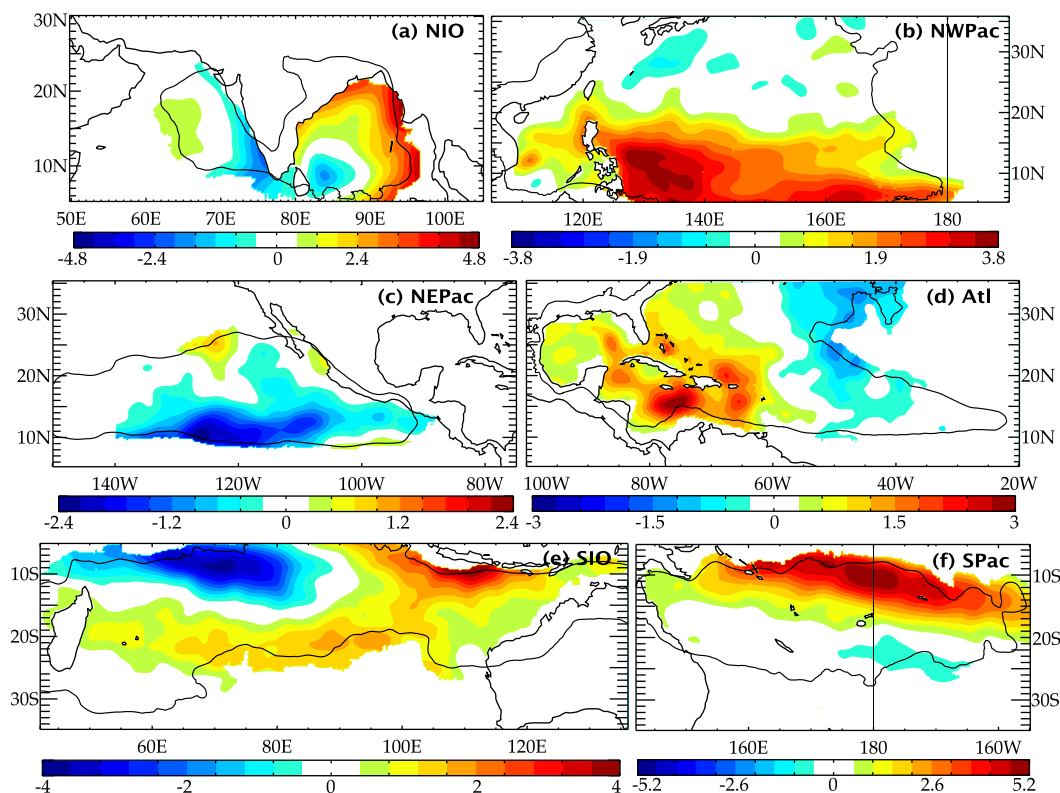 (a) NIO
30N
20N
10N
50E 60E 70E 80E 90E 100E
-4.8 -2.4 0 2.4 4.8
(b) NWPac
30N
20N
10N
120E 140E 160E 180
-3.8 -1.9 0 1.9 3.8
(c) NEPac
30N
20N
10N
140W 120W 100W 80W
-2.4 -1.2 0 1.2 2.4
(d) Atl
30N
20N
10N
100W 80W 60W 40W 20W
-3 -1.5 0 1.5 3
(e) SIO
10S
20S
30S
60E 80E 100E 120E
-4 -2 0 2 4
(f) SPac
10S
20S
30S
160E 180 160W
-5.2 -2.6 0 2.6 5.2